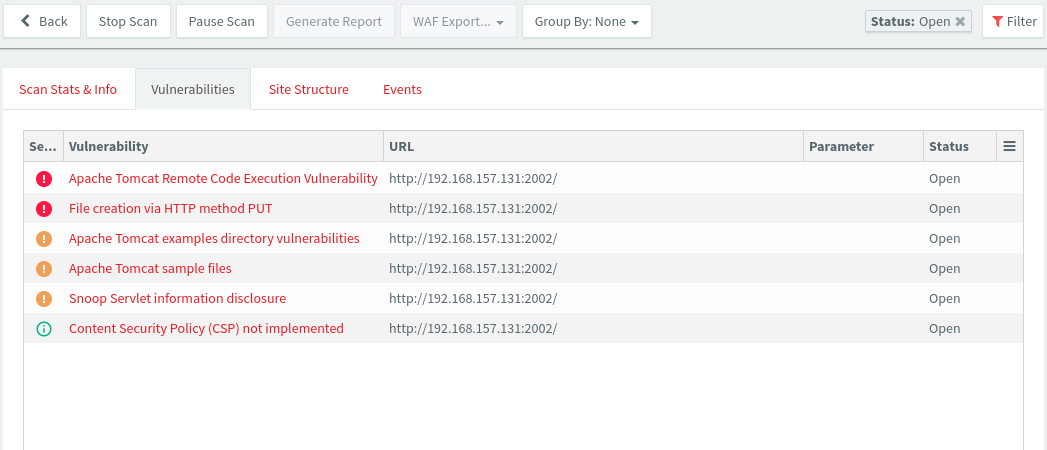 Back Stop Scan Pause Scan Generate Report WAF Export... Group By: None Status: Open Filter
Scan Stats & Info Vulnerabilities Site Structure Events
Se... Vulnerability URL Parameter Status
Apache Tomcat Remote Code Execution Vulnerability http://192.168.157.131:2002/ Open
File creation via HTTP method PUT http://192.168.157.131:2002/ Open
Apache Tomcat examples directory vulnerabilities http://192.168.157.131:2002/ Open
Apache Tomcat sample files http://192.168.157.131:2002/ Open
Snoop Servlet information disclosure http://192.168.157.131:2002/ Open
Content Security Policy (CSP) not implemented http://192.168.157.131:2002/ Open